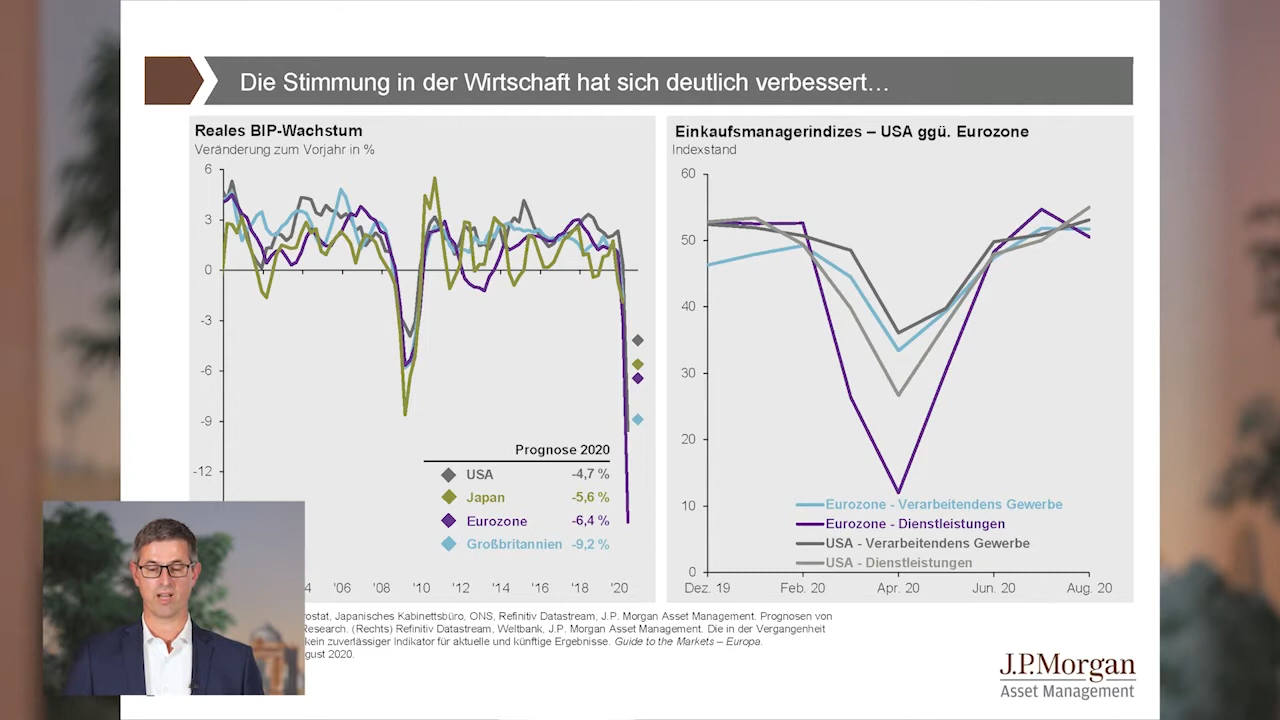 Die Stimmung in der Wirtschaft hat sich deutlich verbessert…
Reales BIP-Wachstum
Veränderung zum Vorjahr in %
6
3
0
-3
-6
-9
-12
Prognose 2020
USA -4,7 %
Japan -5,6 %
Eurozone -6,4 %
Großbritannien -9,2 %
4 '06 '08 '10 '12 '14 '16 '18 '20
Einkaufsmanagerindizes – USA ggü. Eurozone
Indexstand
60
50
40
30
20
10
0
Eurozone - Verarbeitendens Gewerbe
Eurozone - Dienstleistungen
USA - Verarbeitendens Gewerbe
USA - Dienstleistungen
Dez. 19 Feb. 20 Apr. 20 Jun. 20 Aug. 20
rostat, Japanisches Kabinettsbüro, ONS, Refinitiv Datastream, J.P. Morgan Asset Management. Prognosen von
Research. (Rechts) Refinitiv Datastream, Weltbank, J.P. Morgan Asset Management. Die in der Vergangenheit
kein zuverlässiger Indikator für aktuelle und künftige Ergebnisse. Guide to the Markets – Europa.
gust 2020.
J.P.Morgan
Asset Management